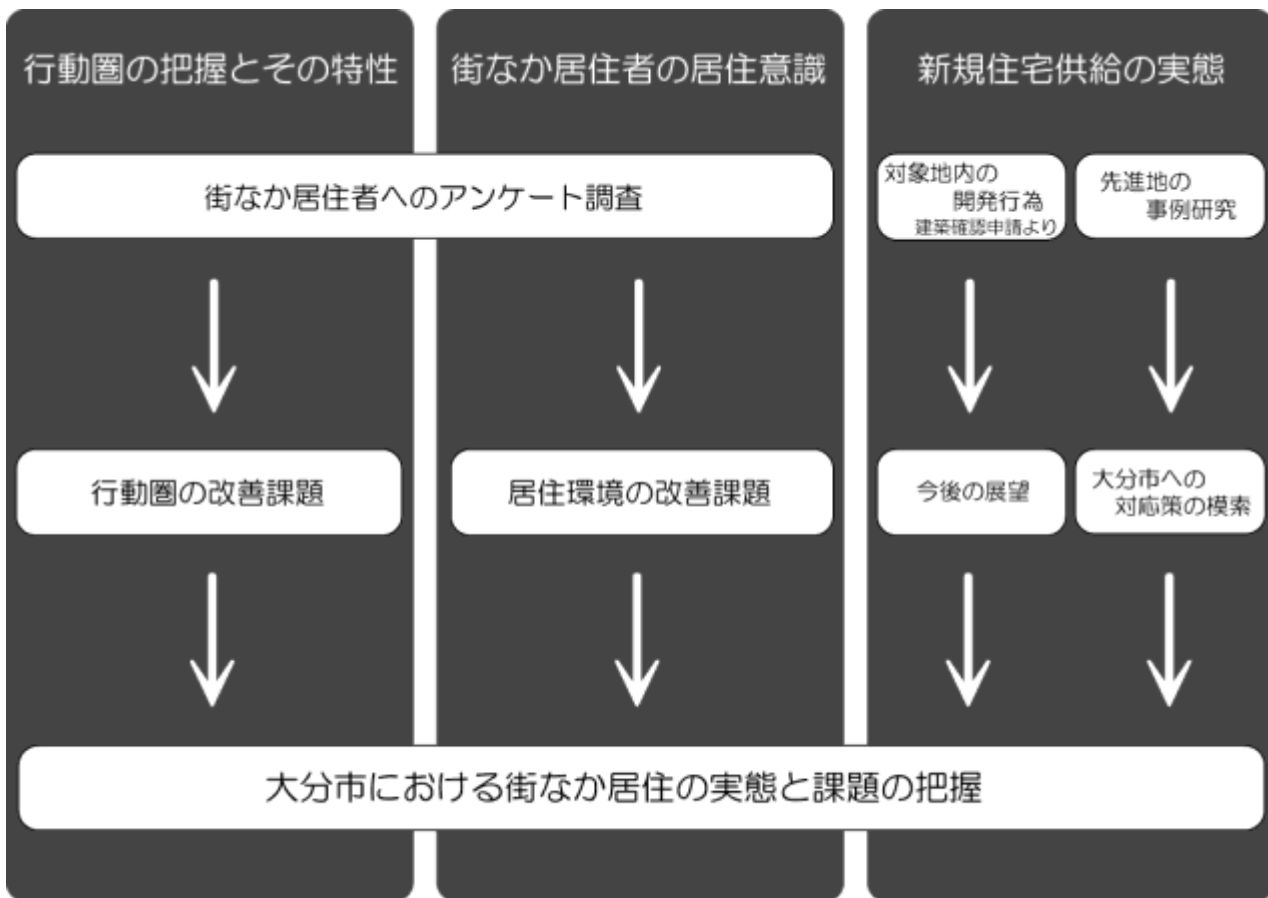 行動圏の把握とその特性
街なか居住者の居住意識
新規住宅供給の実態
街なか居住者へのアンケート調査
対象地内の
開発行為
建築確認申請より
先進地の
事例研究
行動圏の改善課題
居住環境の改善課題
今後の展望
大分市への
対応策の模索
大分市における街なか居住の実態と課題の把握